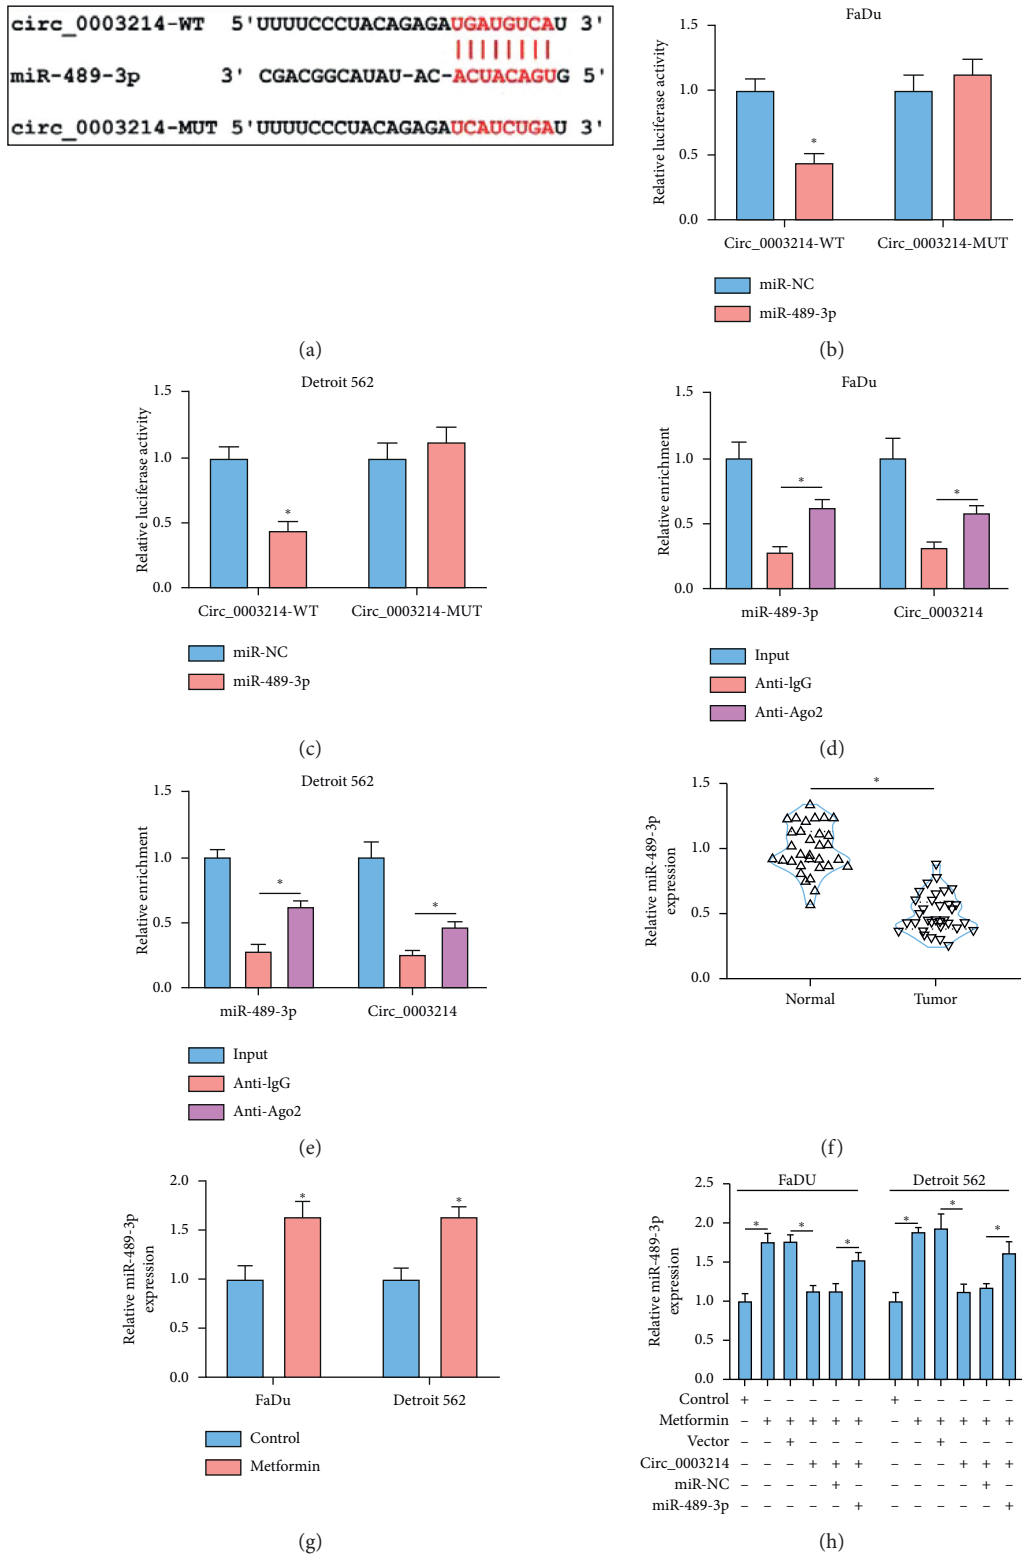 circ_0003214-WT 5'UUUUCCCUACAGAGAUGAUGUCAU 3'
miR-489-3p 3' CGACGGCAUAU-AC-ACUACAGUG 5'
circ_0003214-MUT 5'UUUUCCCUACAGAGAUCAUCUGAU 3'
(a)
FaDu
Relative luciferase activity
1.5
1.0
0.5
0.0
*
Circ_0003214-WT Circ_0003214-MUT
miR-NC
miR-489-3p
(b)
Detroit 562
Relative luciferase activity
1.5
1.0
0.5
0.0
*
Circ_0003214-WT Circ_0003214-MUT
miR-NC
miR-489-3p
(c)
FaDu
Relative enrichment
1.5
1.0
0.5
0.0
* *
miR-489-3p Circ_0003214
Input
Anti-lgG
Anti-Ago2
(d)
Detroit 562
Relative enrichment
1.5
1.0
0.5
0.0
* *
miR-489-3p Circ_0003214
Input
Anti-lgG
Anti-Ago2
(e)
Relative miR-489-3p
expression
1.5
1.0
0.5
0.0
*
Normal Tumor
(f)
Relative miR-489-3p
expression
2.0
1.5
1.0
0.5
0.0
* *
FaDu Detroit 562
Control
Metformin
(g)
FaDU Detroit 562
Relative miR-489-3p
expression
2.5
2.0
1.5
1.0
0.5
0.0
* * * * * *
Control + – – – – – + – – – – –
Metformin – + + + + + – + + + + +
Vector – – + – – – – – + – – –
Circ_0003214 – – – + + + – – – + + +
miR-NC – – – – + – – – – – + –
miR-489-3p – – – – – + – – – – – +
(h)